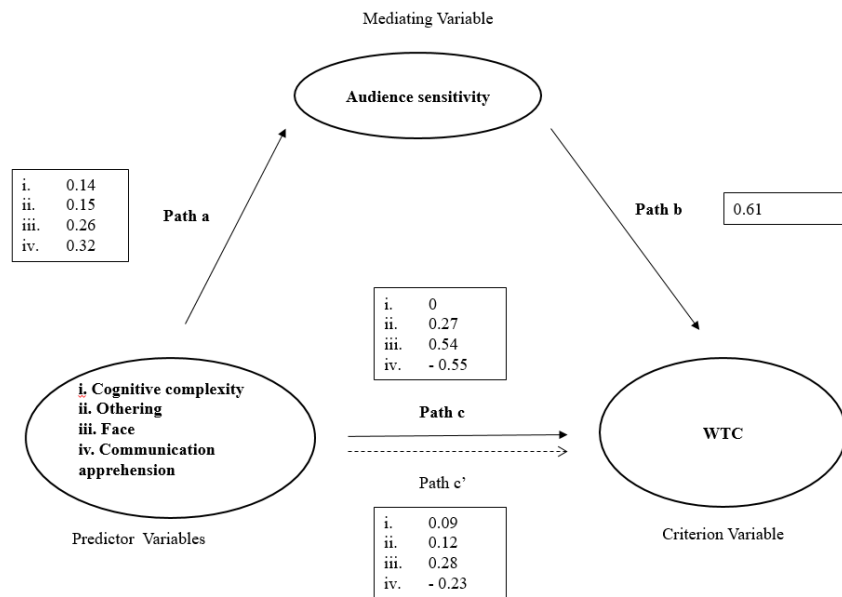 Mediating Variable
Audience sensitivity
i. 0.14
ii. 0.15
iii. 0.26
iv. 0.32
Path a
Path b
0.61
i. 0
ii. 0.27
iii. 0.54
iv. - 0.55
i. Cognitive complexity
ii. Othering
iii. Face
iv. Communication
apprehension
Path c
WTC
Path c’
i. 0.09
ii. 0.12
iii. 0.28
iv. - 0.23
Predictor Variables
Criterion Variable